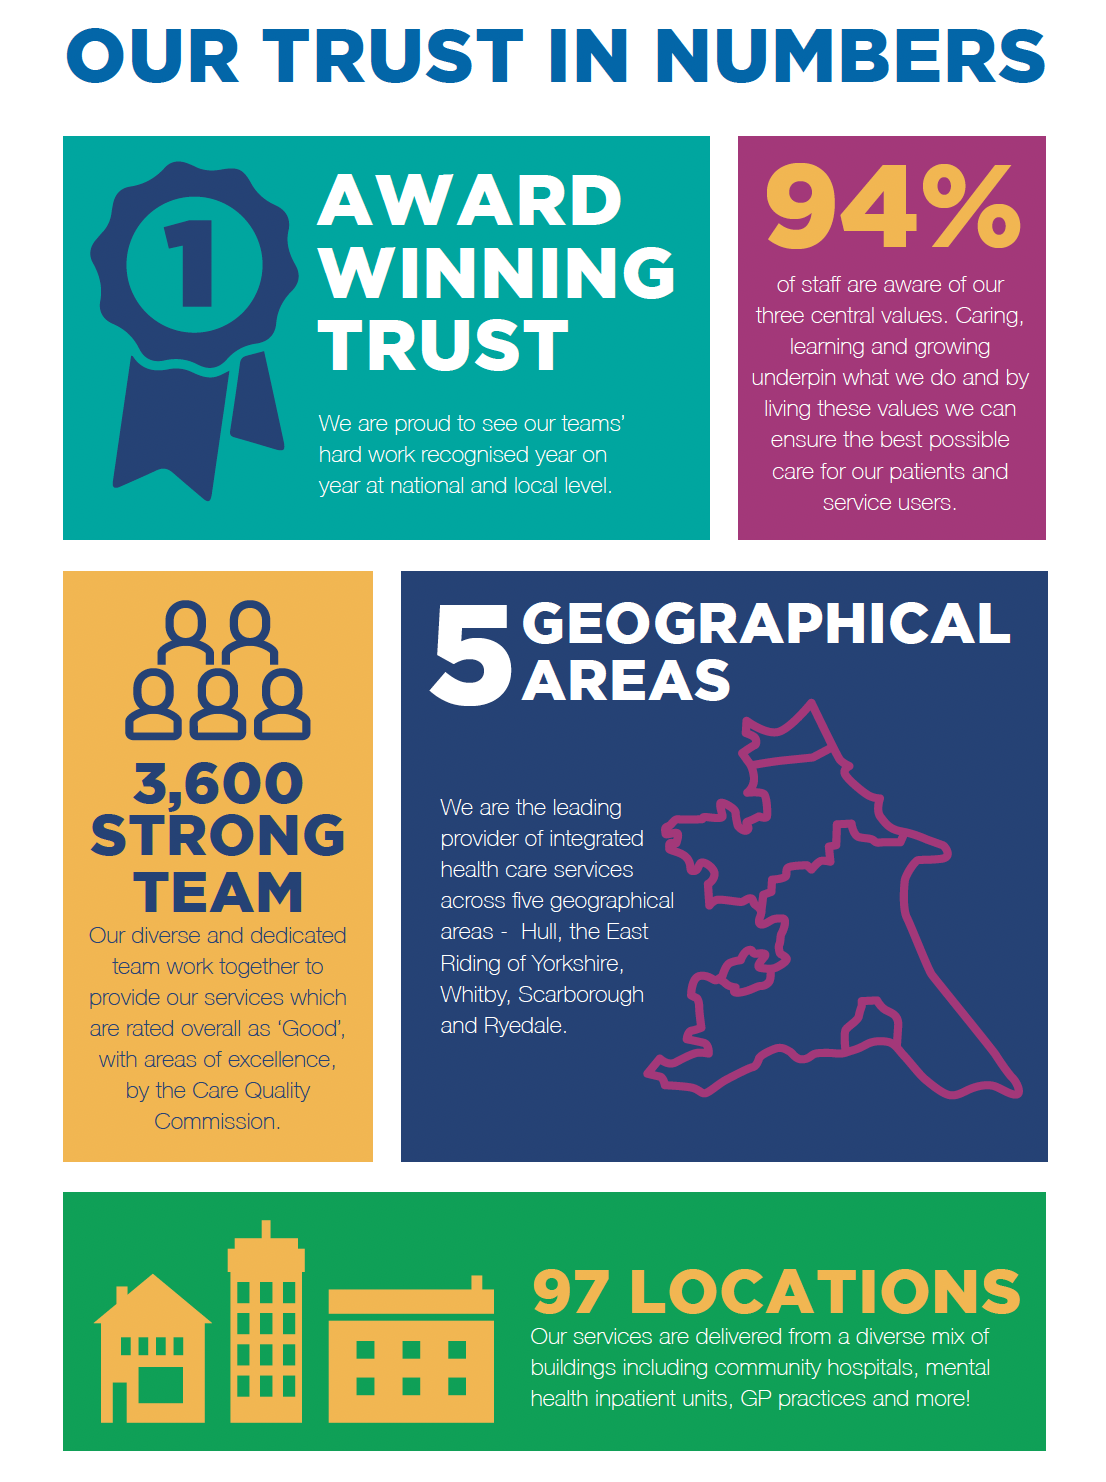 OUR TRUST IN NUMBERS
1
AWARD
WINNING
TRUST
We are proud to see our teams’
hard work recognised year on
year at national and local level.
94%
of staff are aware of our
three central values. Caring,
learning and growing
underpin what we do and by
living these values we can
ensure the best possible
care for our patients and
service users.
3,600
STRONG
TEAM
Our diverse and dedicated
team work together to
provide our services which
are rated overall as ‘Good’,
with areas of excellence,
by the Care Quality
Commission.
5 GEOGRAPHICAL
AREAS
We are the leading
provider of integrated
health care services
across five geographical
areas -  Hull, the East
Riding of Yorkshire,
Whitby, Scarborough
and Ryedale.
97 LOCATIONS
Our services are delivered from a diverse mix of
buildings including community hospitals, mental
health inpatient units, GP practices and more!